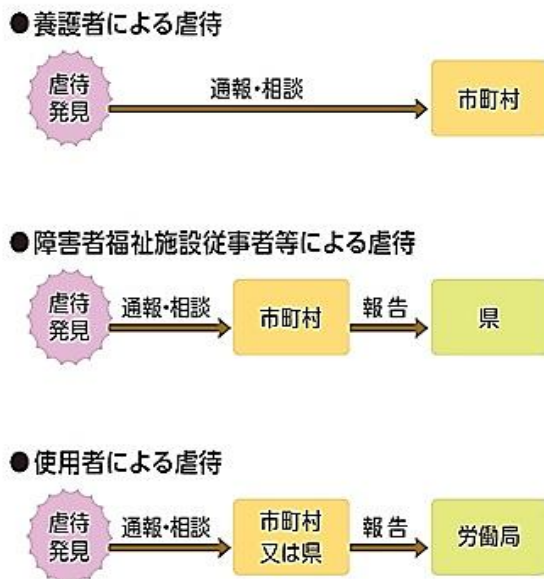 ●養護者による虐待
虐待
発見
通報・相談
市町村
●障害者福祉施設従事者等による虐待
虐待
発見
通報・相談
市町村
報告
県
●使用者による虐待
虐待
発見
通報・相談
市町村
又は県
報告
労働局